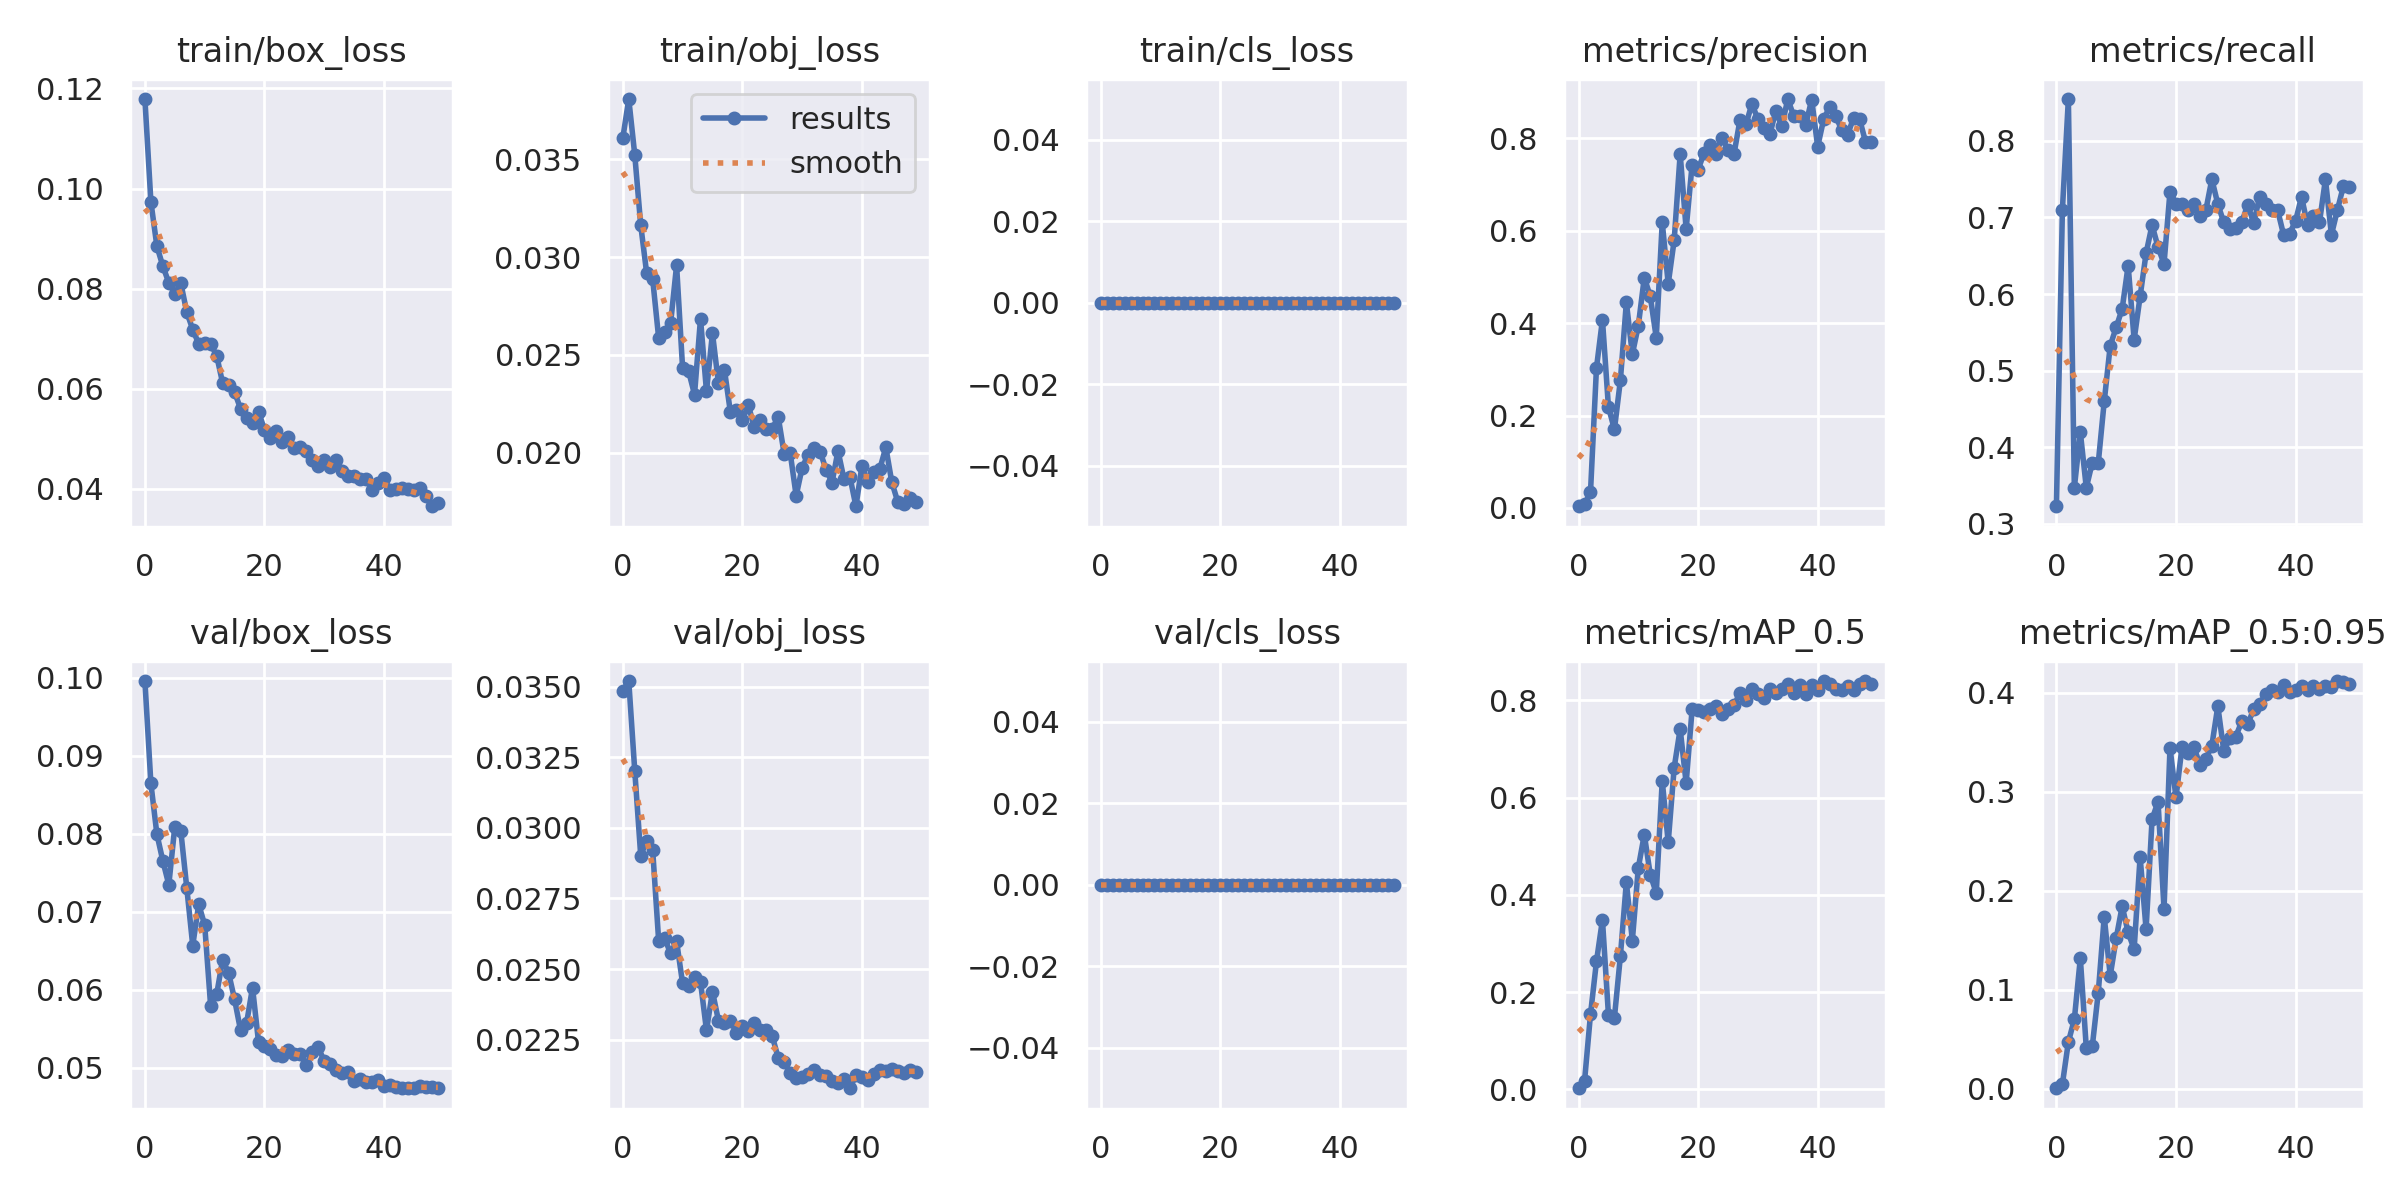 train/box_loss
0.12
0.10
0.08
0.06
0.04
0 20 40
train/obj_loss
results
smooth
0.035
0.030
0.025
0.020
0 20 40
train/cls_loss
0.04
0.02
0.00
−0.02
−0.04
0 20 40
metrics/precision
0.8
0.6
0.4
0.2
0.0
0 20 40
metrics/recall
0.8
0.7
0.6
0.5
0.4
0.3
0 20 40
val/box_loss
0.10
0.09
0.08
0.07
0.06
0.05
0 20 40
val/obj_loss
0.0350
0.0325
0.0300
0.0275
0.0250
0.0225
0 20 40
val/cls_loss
0.04
0.02
0.00
−0.02
−0.04
0 20 40
metrics/mAP_0.5
0.8
0.6
0.4
0.2
0.0
0 20 40
metrics/mAP_0.5:0.95
0.4
0.3
0.2
0.1
0.0
0 20 40